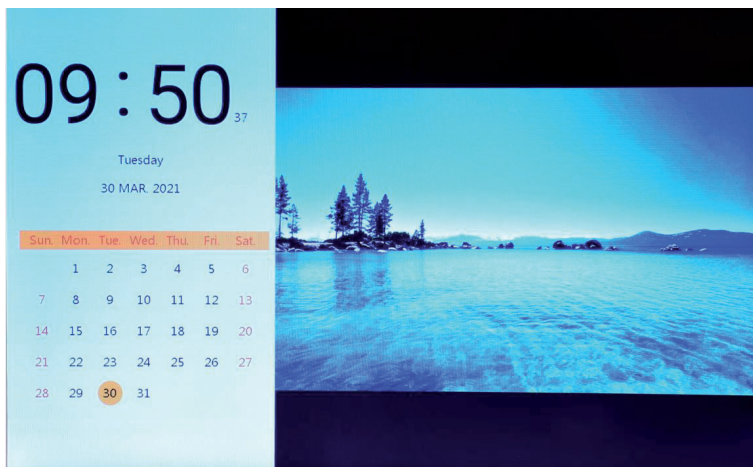 09:50 37
Tuesday
30 MAR. 2021
Sun. Mon. Tue. Wed. Thu. Fri. Sat.
1 2 3 4 5 6
7 8 9 10 11 12 13
14 15 16 17 18 19 20
21 22 23 24 25 26 27
28 29 30 31